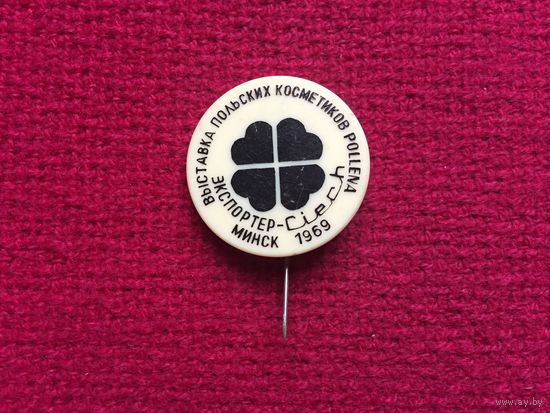 ВЫСТАВКА ПОЛЬСКИХ КОСМЕТИКОВ POLLENA
ЭКСПОРТЕР-Ciech
МИНСК 1969
www.ay.by